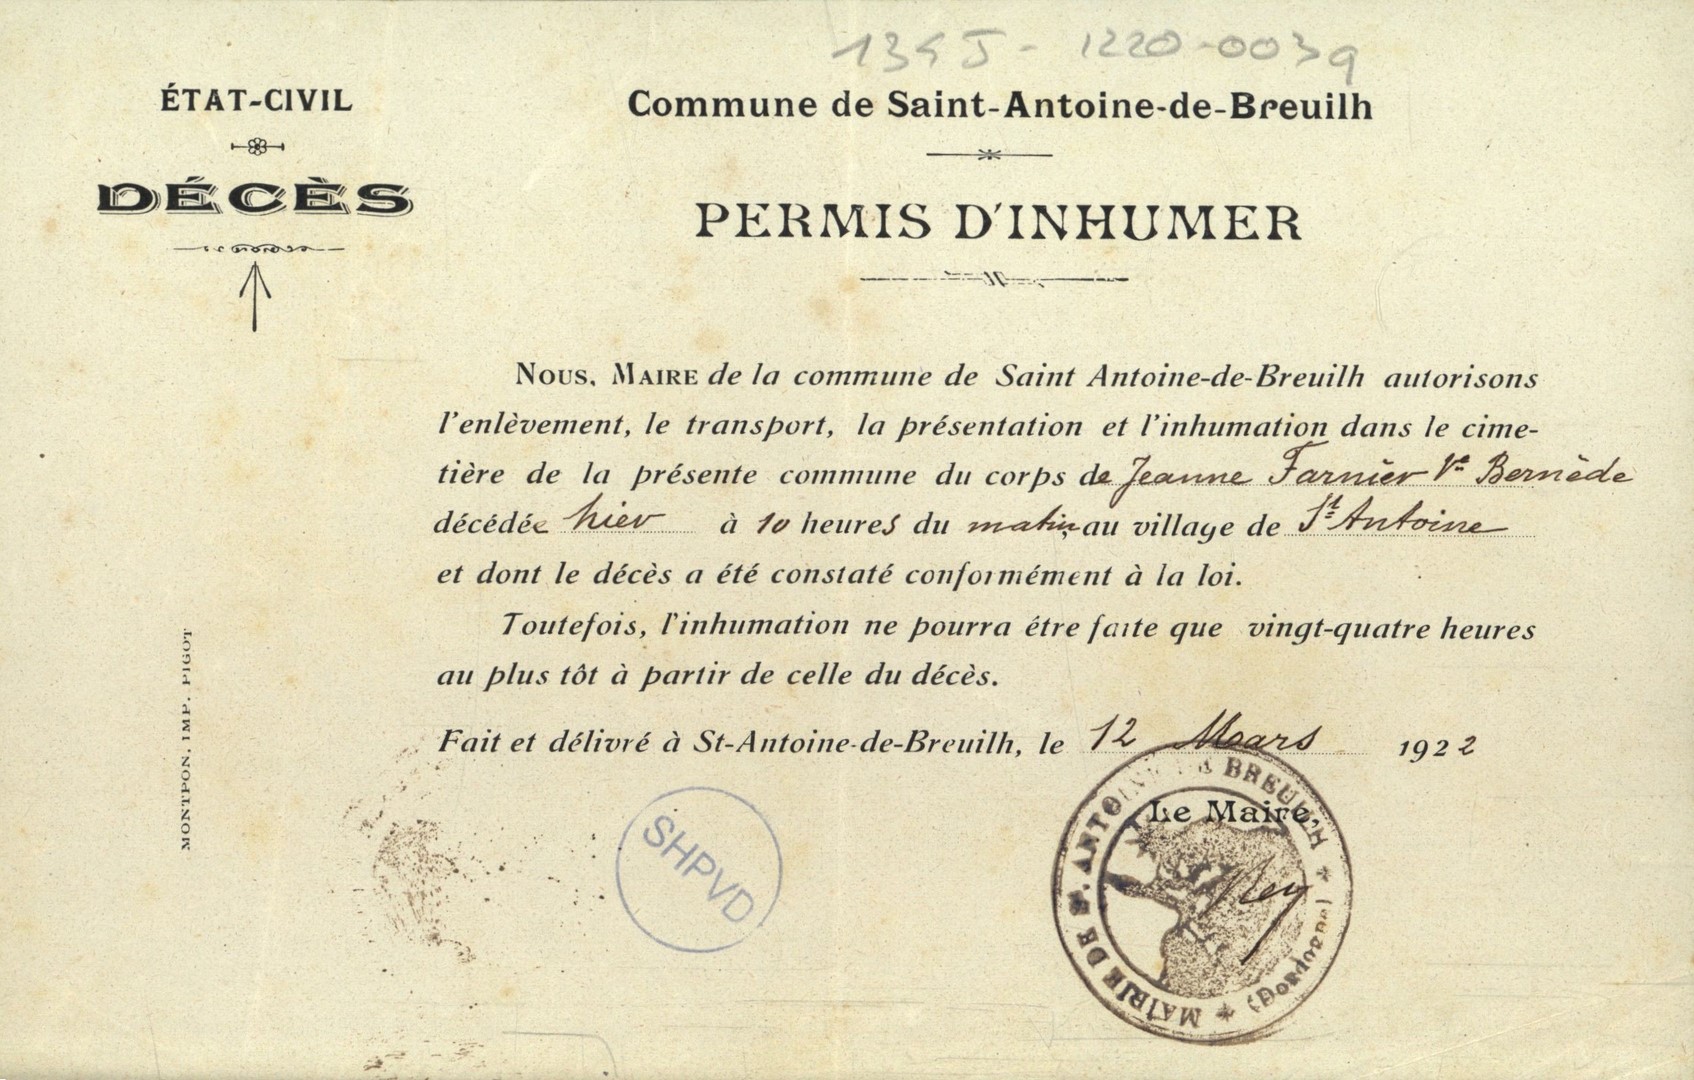 135J-1220-0039
ÉTAT-CIVIL
DÉCÈS
Commune de Saint-Antoine-de-Breuilh
PERMIS D'INHUMER
NOUS, MAIRE de la commune de Saint Antoine-de-Breuilh autorisons
l'enlèvement, le transport, la présentation et l'inhumation dans le cime-
tière de la présente commune du corps de Jeanne Farnier Vve Bernède
décédée hier à 10 heures du matin, au village de St Antoine
et dont le décès a été constaté conformément à la loi.
Toutefois, l'inhumation ne pourra étre faite que vingt-quatre heures
au plus tôt à partir de celle du décès.
Fait et délivré à St-Antoine-de-Breuilh, le 12 Mars 1922
Le Maire,
Rey
MAIRIE DE ST. ANTOINE DE BREUILH
(Dordogne)
SHPVD
MONTPON. IMP. PIGOT